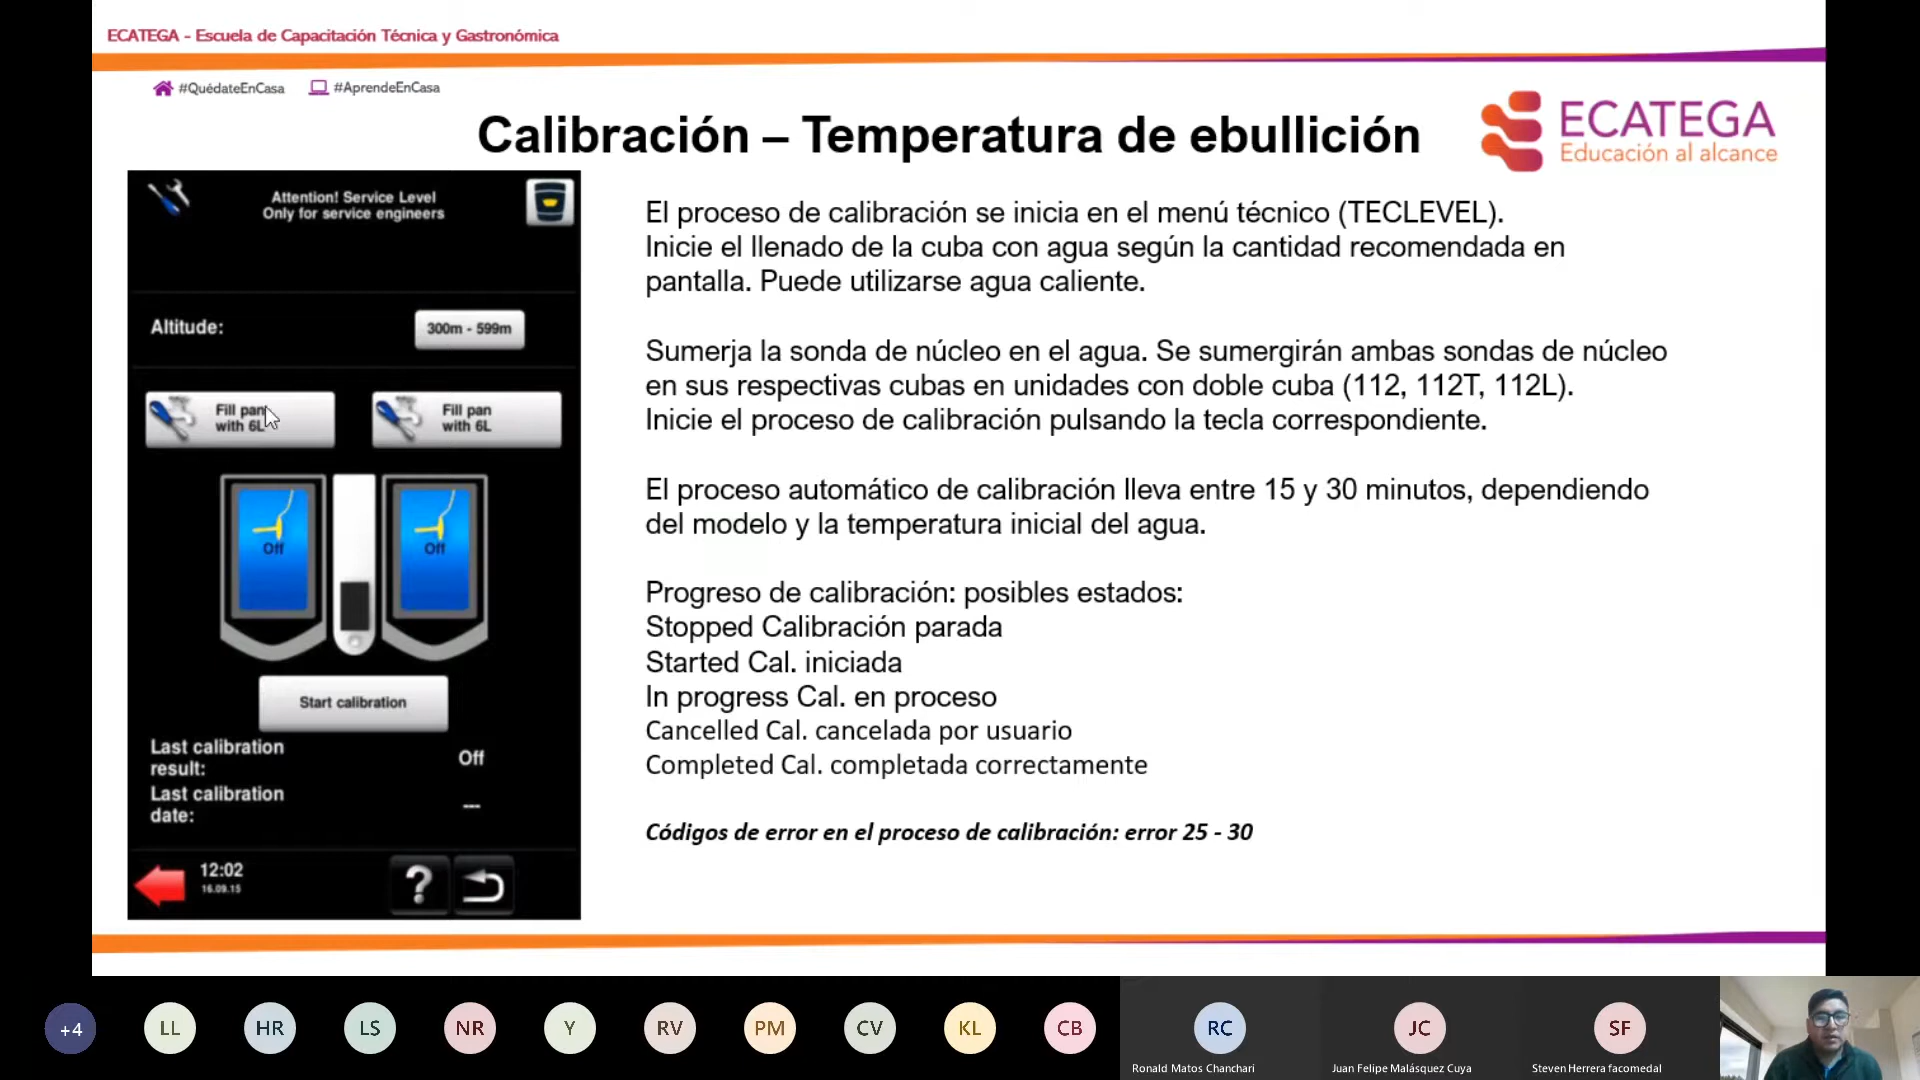 ECATEGA - Escuela de Capacitación Técnica y Gastronómica
#QuédateEnCasa #AprendeEnCasa
Calibración – Temperatura de ebullición
ECATEGA
Educación al alcance
Attention! Service Level
Only for service engineers
Altitude:
300m - 599m
Fill pan
with 6L
Fill pan
with 6L
Off
Off
Start calibration
Last calibration
result:
Off
Last calibration
date:
---
12:02
16.09.15
?
El proceso de calibración se inicia en el menú técnico (TECLEVEL).
Inicie el llenado de la cuba con agua según la cantidad recomendada en
pantalla. Puede utilizarse agua caliente.
Sumerja la sonda de núcleo en el agua. Se sumergirán ambas sondas de núcleo
en sus respectivas cubas en unidades con doble cuba (112, 112T, 112L).
Inicie el proceso de calibración pulsando la tecla correspondiente.
El proceso automático de calibración lleva entre 15 y 30 minutos, dependiendo
del modelo y la temperatura inicial del agua.
Progreso de calibración: posibles estados:
Stopped Calibración parada
Started Cal. iniciada
In progress Cal. en proceso
Cancelled Cal. cancelada por usuario
Completed Cal. completada correctamente
Códigos de error en el proceso de calibración: error 25 - 30
+4 LL HR LS NR Y RV PM CV KL CB RC JC SF
Ronald Matos Chanchari Juan Felipe Malásquez Cuya Steven Herrera facomedal